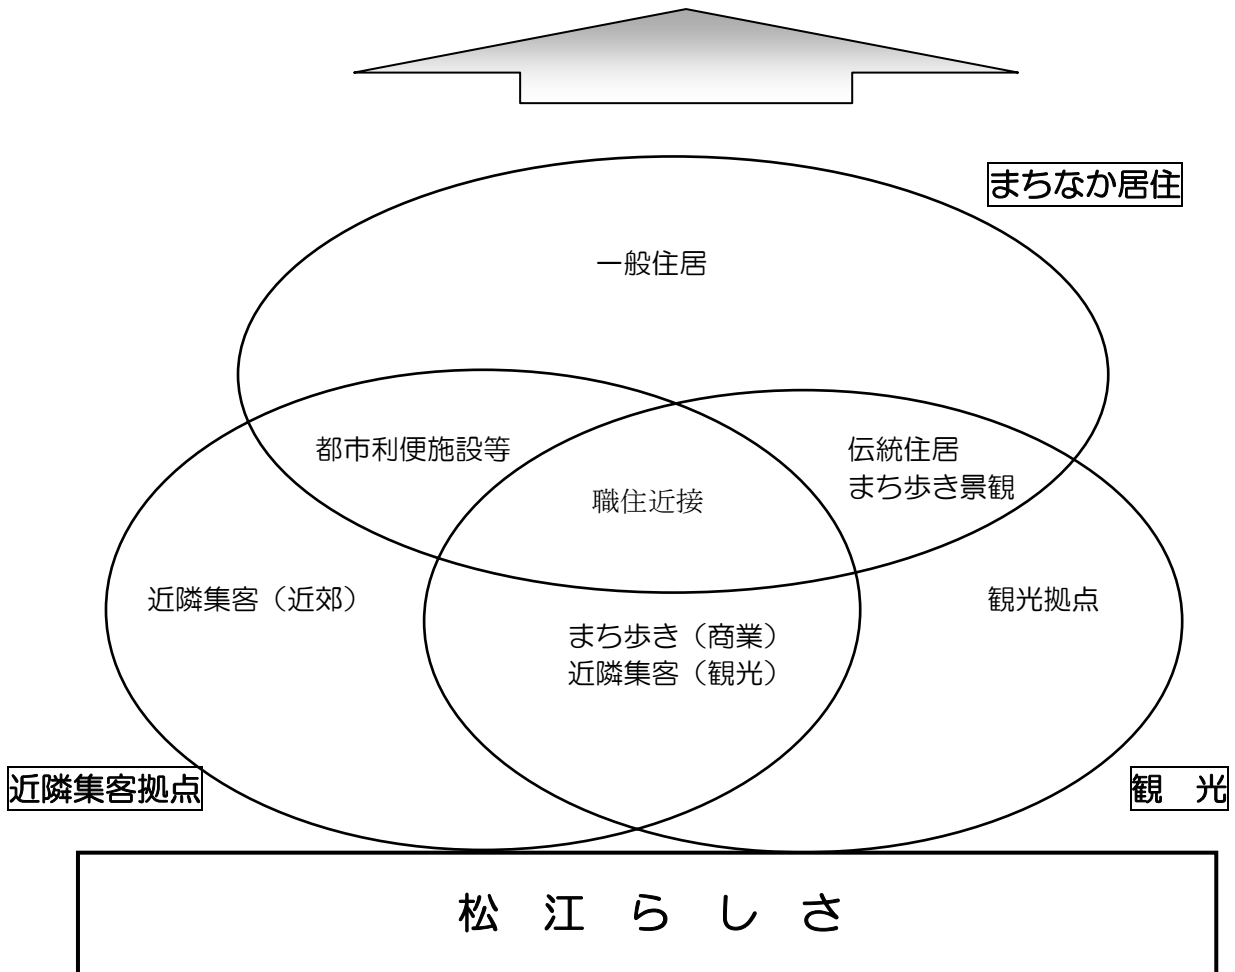 まちなか居住
一般住居
都市利便施設等
伝統住居
まち歩き景観
職住近接
近隣集客（近郊）
観光拠点
まち歩き（商業）
近隣集客（観光）
近隣集客拠点
観　光
松　江　ら　し　さ